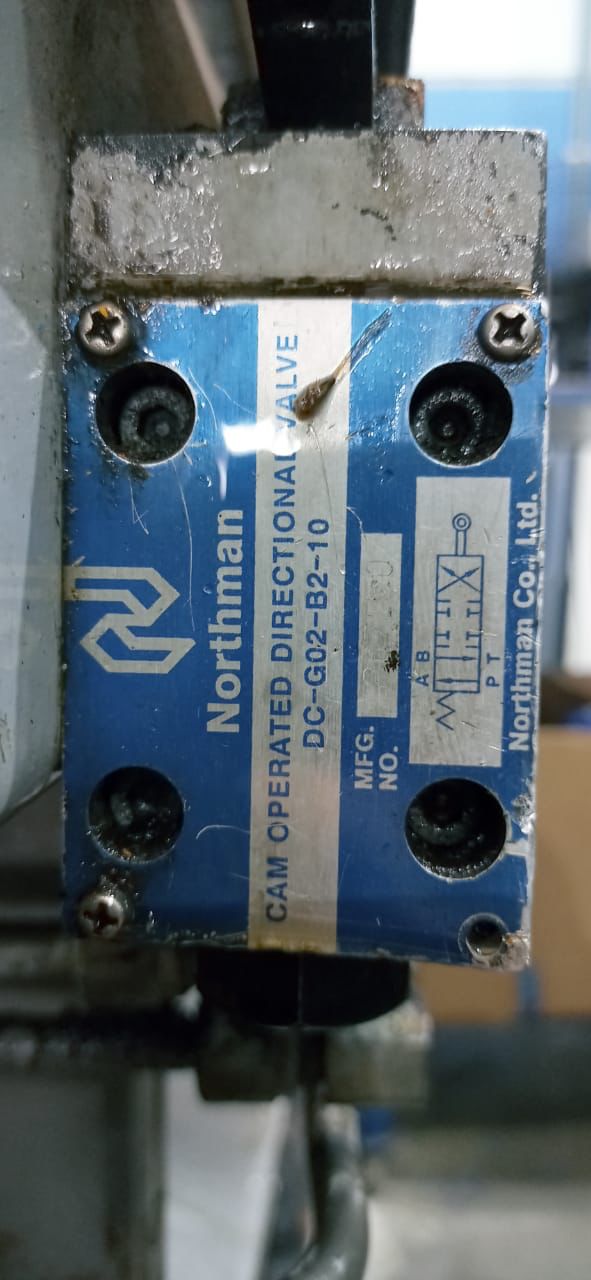 Northman
CAM OPERATED DIRECTIONAL VALVE
DC-G02-B2-10
MFG.
NO.
A B
P T
Northman Co., Ltd.